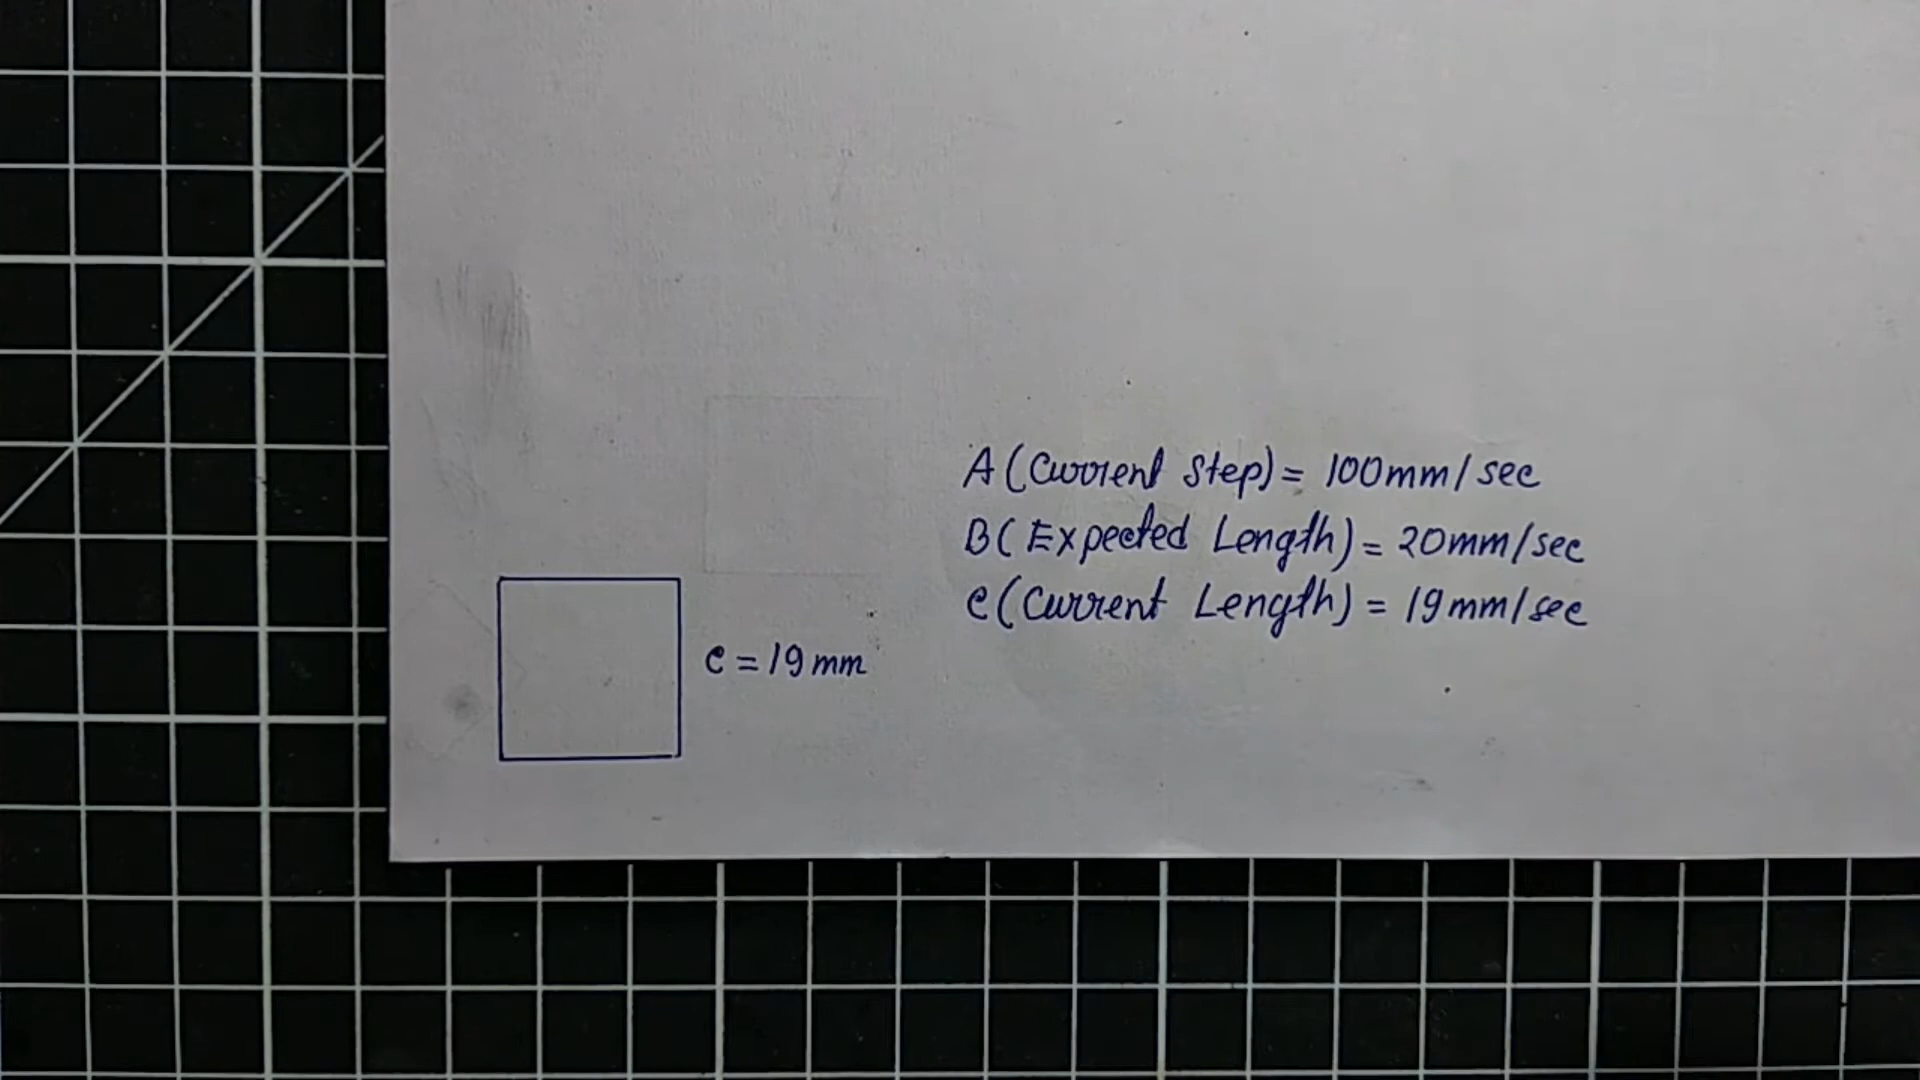 A (Current Step) = 100mm/sec
B (Expected Length) = 20mm/sec
C (Current Length) = 19mm/sec
C = 19mm